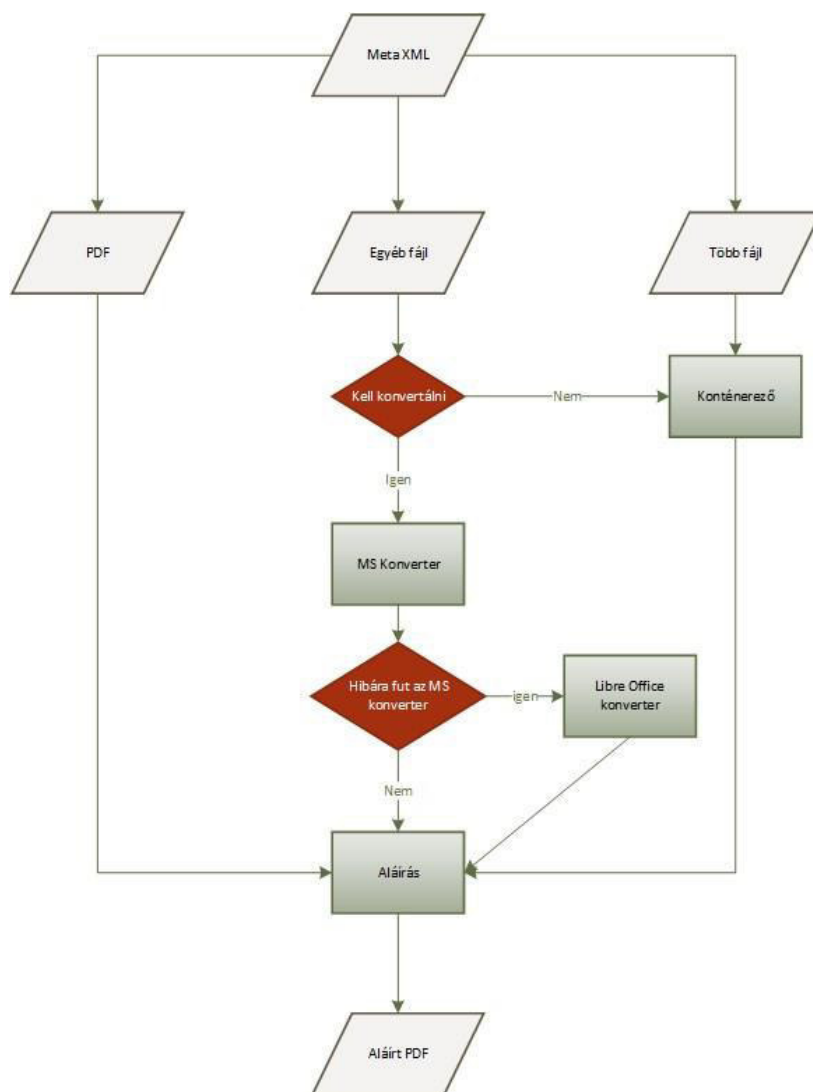 Meta XML
PDF
Egyéb fájl
Több fájl
Kell konvertálni
Nem
Konténerező
Igen
MS Konverter
Hibára fut az MS
konverter
igen
Libre Office
konverter
Nem
Aláírás
Aláírt PDF